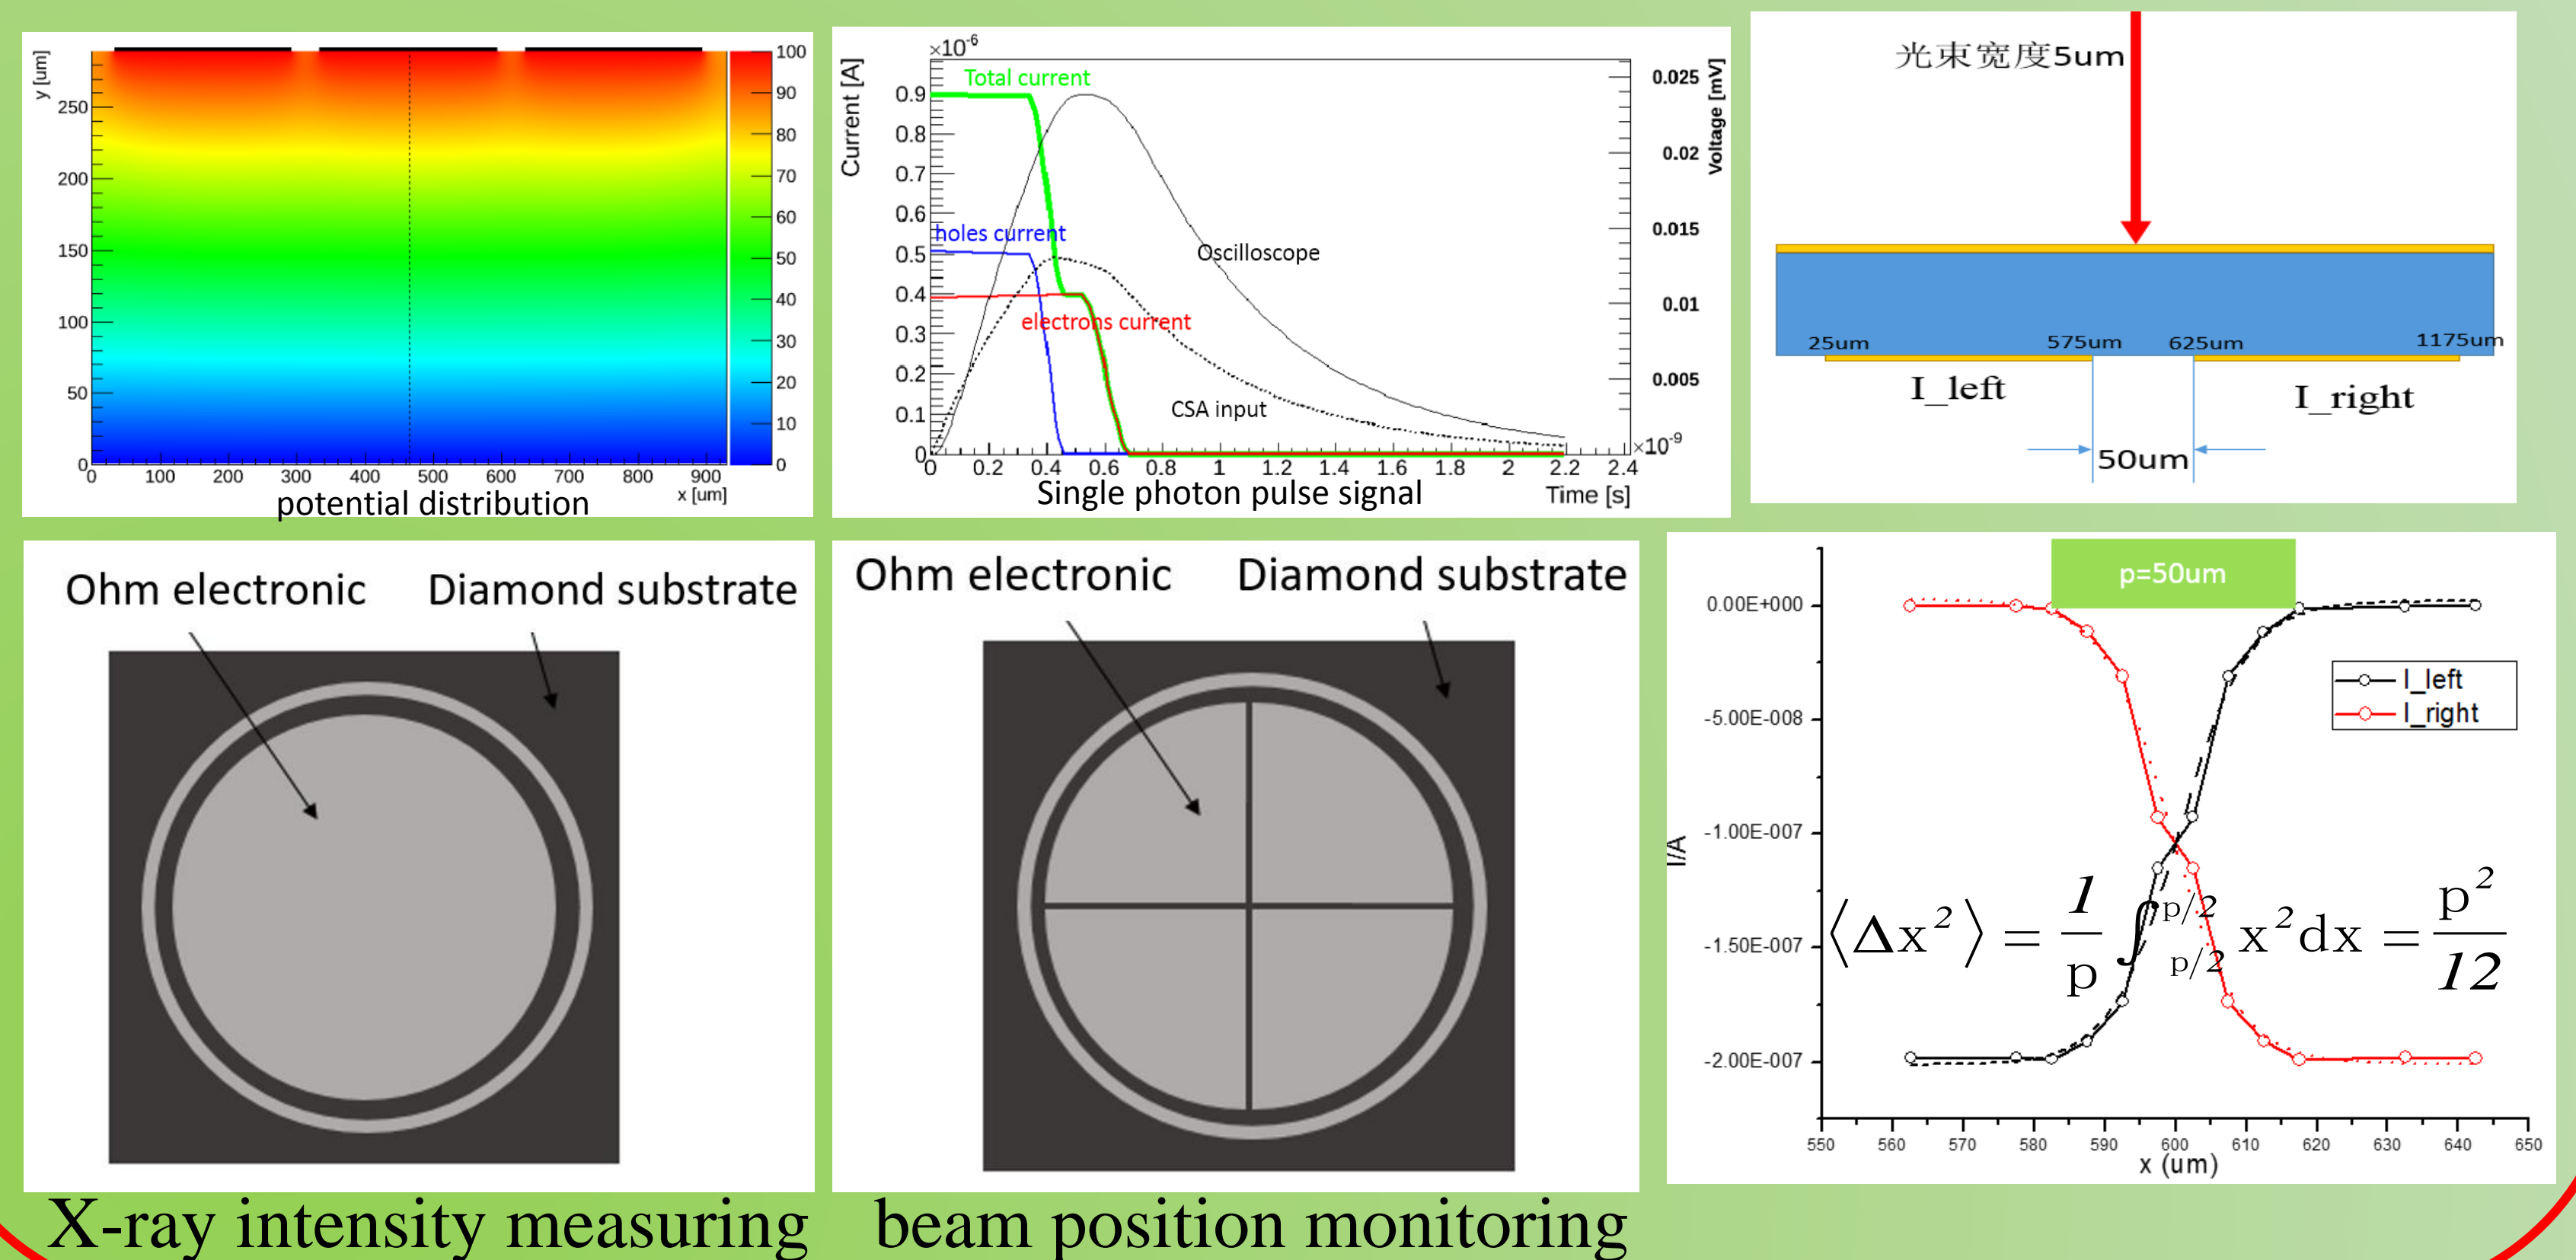 y [um]
250
200
150
100
50
0
0 100 200 300 400 500 600 700 800 900
x [um]
100
90
80
70
60
50
40
30
20
10
0
potential distribution
×10-6
Current [A]
0.9
0.8
0.7
0.6
0.5
0.4
0.3
0.2
0.1
0
Total current
holes current
electrons current
Oscilloscope
CSA input
0.025
0.02
0.015
0.01
0.005
Voltage [mV]
×10-9
0 0.2 0.4 0.6 0.8 1 1.2 1.4 1.6 1.8 2 2.2 2.4
Single photon pulse signal
Time [s]
光束宽度5um
25um 575um 625um 1175um
I_left I_right
50um
Ohm electronic Diamond substrate
X-ray intensity measuring
Ohm electronic Diamond substrate
beam position monitoring
p=50um
0.00E+000
-5.00E-008
-1.00E-007
-1.50E-007
-2.00E-007
I/A
I_left
I_right
⟨Δx²⟩ = 1/p ∫ p/2 p/2 x²dx = p²/12
550 560 570 580 590 600 610 620 630 640 650
x (um)